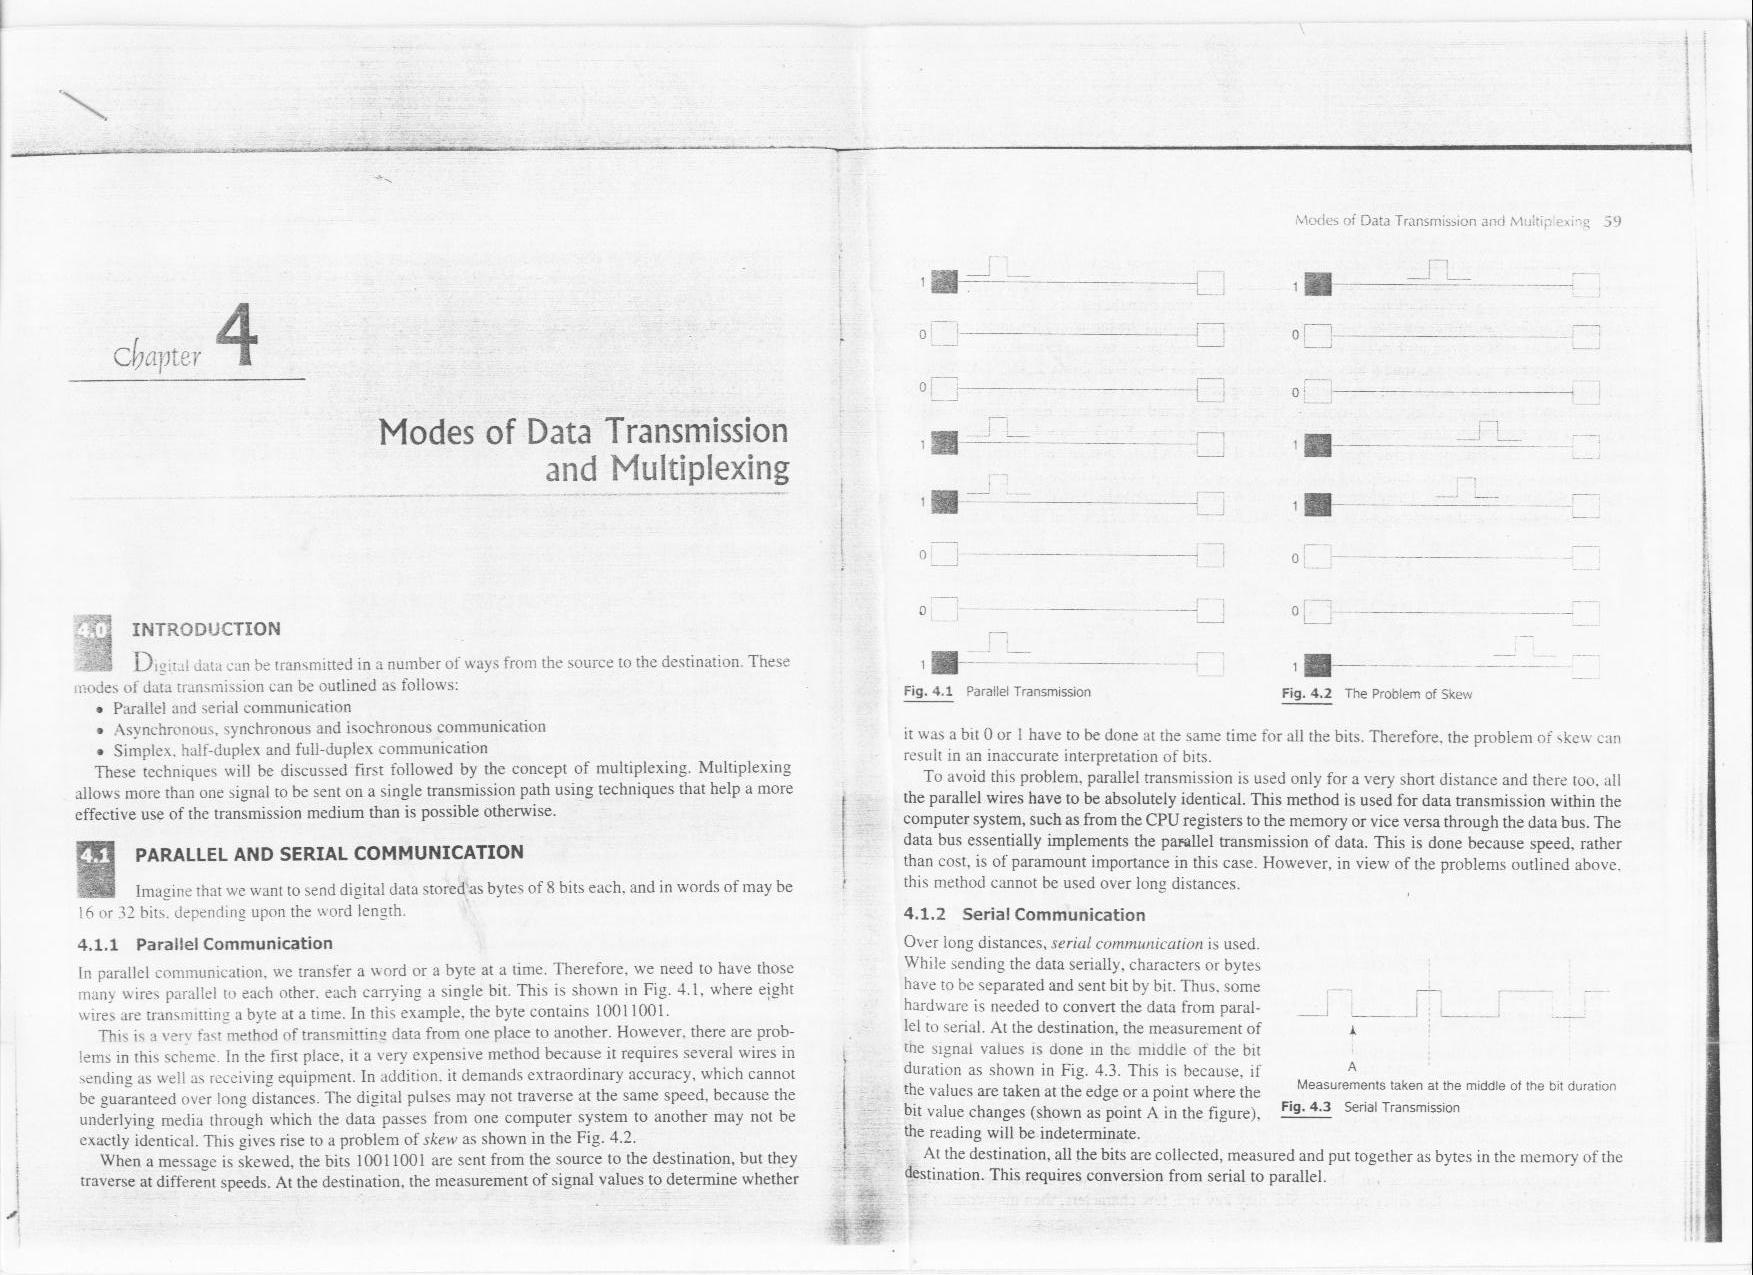 Chapter 4
Modes of Data Transmission
and Multiplexing
4.0 INTRODUCTION
Digital data can be transmitted in a number of ways from the source to the destination. These
modes of data transmission can be outlined as follows:
• Parallel and serial communication
• Asynchronous, synchronous and isochronous communication
• Simplex, half-duplex and full-duplex communication
These techniques will be discussed first followed by the concept of multiplexing. Multiplexing
allows more than one signal to be sent on a single transmission path using techniques that help a more
effective use of the transmission medium than is possible otherwise.
4.1 PARALLEL AND SERIAL COMMUNICATION
Imagine that we want to send digital data stored as bytes of 8 bits each, and in words of may be
16 or 32 bits, depending upon the word length.
4.1.1 Parallel Communication
In parallel communication, we transfer a word or a byte at a time. Therefore, we need to have those
many wires parallel to each other, each carrying a single bit. This is shown in Fig. 4.1, where eight
wires are transmitting a byte at a time. In this example, the byte contains 10011001.
This is a very fast method of transmitting data from one place to another. However, there are prob-
lems in this scheme. In the first place, it a very expensive method because it requires several wires in
sending as well as receiving equipment. In addition, it demands extraordinary accuracy, which cannot
be guaranteed over long distances. The digital pulses may not traverse at the same speed, because the
underlying media through which the data passes from one computer system to another may not be
exactly identical. This gives rise to a problem of skew as shown in the Fig. 4.2.
When a message is skewed, the bits 10011001 are sent from the source to the destination, but they
traverse at different speeds. At the destination, the measurement of signal values to determine whether
Modes of Data Transmission and Multiplexing 59
1
0
0
1
1
0
0
1
Fig. 4.1 Parallel Transmission
1
0
0
1
1
0
0
1
Fig. 4.2 The Problem of Skew
it was a bit 0 or 1 have to be done at the same time for all the bits. Therefore, the problem of skew can
result in an inaccurate interpretation of bits.
To avoid this problem, parallel transmission is used only for a very short distance and there too, all
the parallel wires have to be absolutely identical. This method is used for data transmission within the
computer system, such as from the CPU registers to the memory or vice versa through the data bus. The
data bus essentially implements the parallel transmission of data. This is done because speed, rather
than cost, is of paramount importance in this case. However, in view of the problems outlined above,
this method cannot be used over long distances.
4.1.2 Serial Communication
Over long distances, serial communication is used.
While sending the data serially, characters or bytes
have to be separated and sent bit by bit. Thus, some
hardware is needed to convert the data from paral-
lel to serial. At the destination, the measurement of
the signal values is done in the middle of the bit
duration as shown in Fig. 4.3. This is because, if
the values are taken at the edge or a point where the
bit value changes (shown as point A in the figure),
the reading will be indeterminate.
A
Measurements taken at the middle of the bit duration
Fig. 4.3 Serial Transmission
At the destination, all the bits are collected, measured and put together as bytes in the memory of the
destination. This requires conversion from serial to parallel.